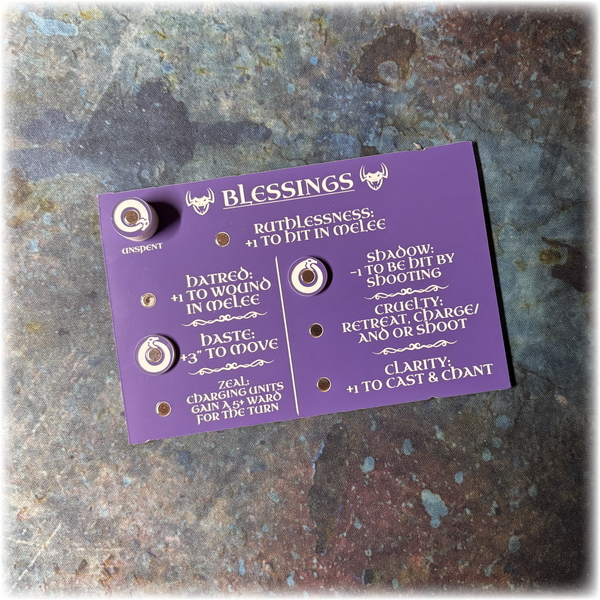 BLESSINGS
UNSPENT
RUTHLESSNESS:
+1 TO HIT IN MELEE
HATRED:
+1 TO WOUND
IN MELEE
HASTE:
+3" TO MOVE
ZEAL:
CHARGING UNITS
GAIN A 5+ WARD
FOR THE TURN
SHADOW:
-1 TO BE HIT BY
SHOOTING
CRUELTY:
RETREAT, CHARGE/
AND OR SHOOT
CLARITY:
+1 TO CAST & CHANT